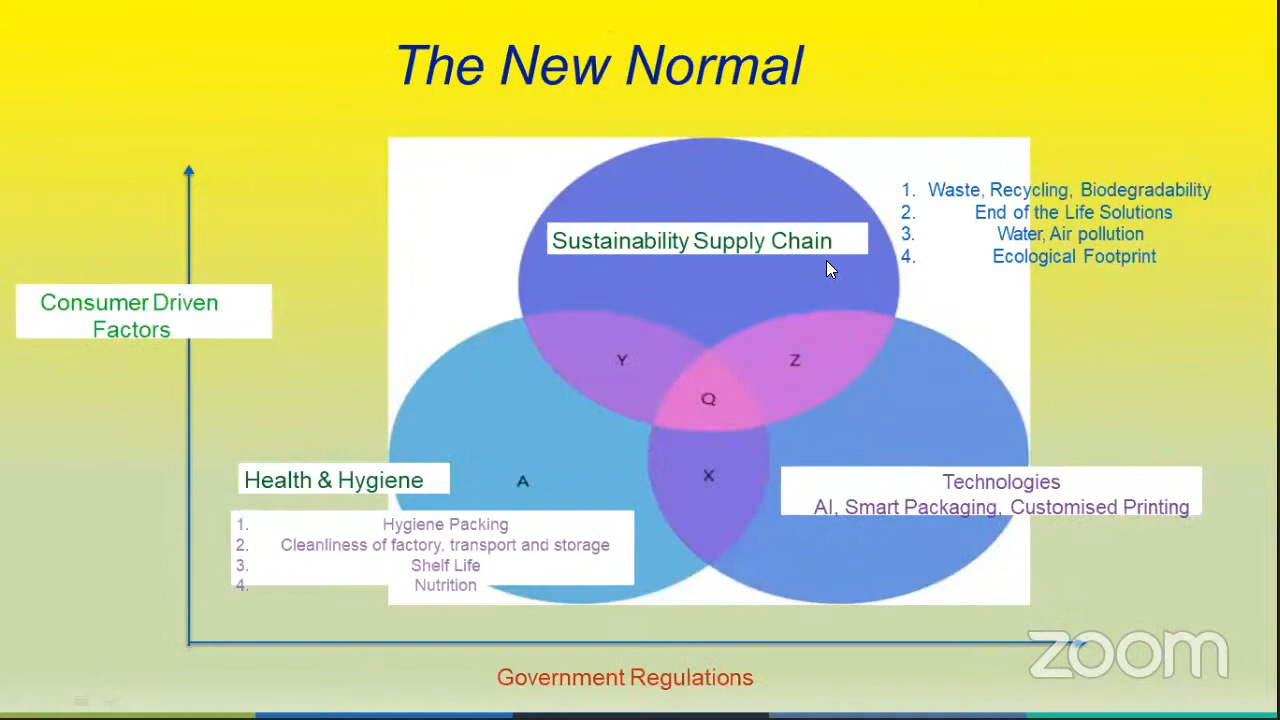 The New Normal
1. Waste, Recycling, Biodegradability
2. End of the Life Solutions
3. Water, Air pollution
4. Ecological Footprint
Sustainability Supply Chain
Consumer Driven
Factors
Y
Z
Q
Health & Hygiene
A
X
Technologies
AI, Smart Packaging, Customised Printing
1. Hygiene Packing
2. Cleanliness of factory, transport and storage
3. Shelf Life
4. Nutrition
zoom
Government Regulations